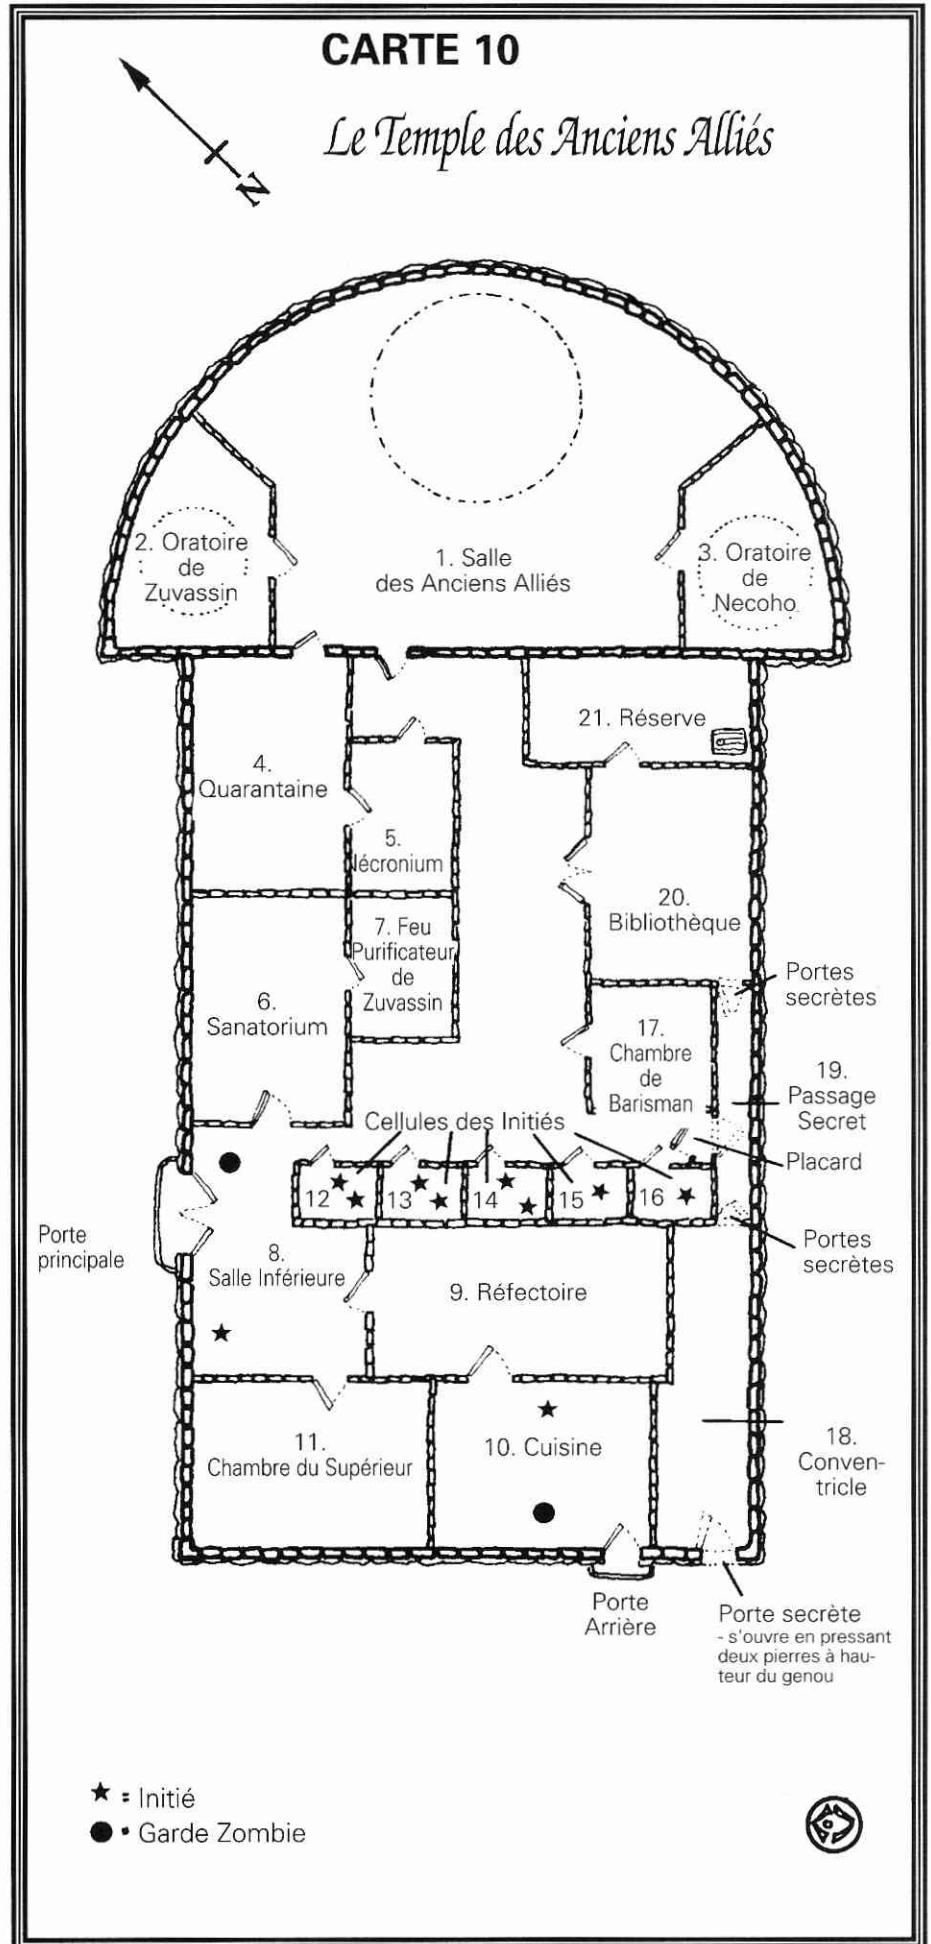 CARTE 10
Le Temple des Anciens Alliés
N
2. Oratoire
de
Zuvassin
1. Salle
des Anciens Alliés
3. Oratoire
de
Necoho
21. Réserve
4.
Quarantaine
5.
Nécronium
20.
Bibliothèque
7. Feu
Purificateur
de
Zuvassin
6.
Sanatorium
Portes
secrètes
17.
Chambre
de
Barisman
19.
Passage
Secret
Cellules des Initiés
Placard
12
13
14
15
16
Porte
principale
8.
Salle Inférieure
9. Réfectoire
Portes
secrètes
11.
Chambre du Supérieur
10. Cuisine
18.
Conven-
tricle
Porte
Arrière
Porte secrète
- s'ouvre en pressant
deux pierres à hau-
teur du genou
★ = Initié
● = Garde Zombie